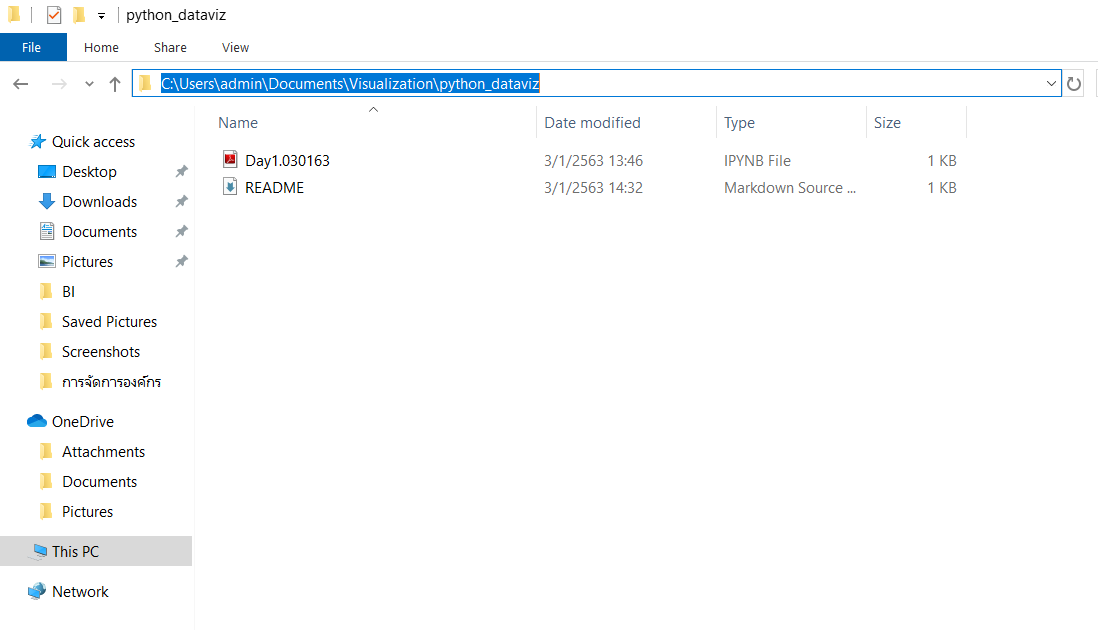 python_dataviz
File Home Share View
C:\Users\admin\Documents\Visualization\python_dataviz
Name Date modified Type Size
Day1.030163 3/1/2563 13:46 IPYNB File 1 KB
README 3/1/2563 14:32 Markdown Source ... 1 KB
Quick access
Desktop
Downloads
Documents
Pictures
BI
Saved Pictures
Screenshots
การจัดการองค์กร
OneDrive
Attachments
Documents
Pictures
This PC
Network